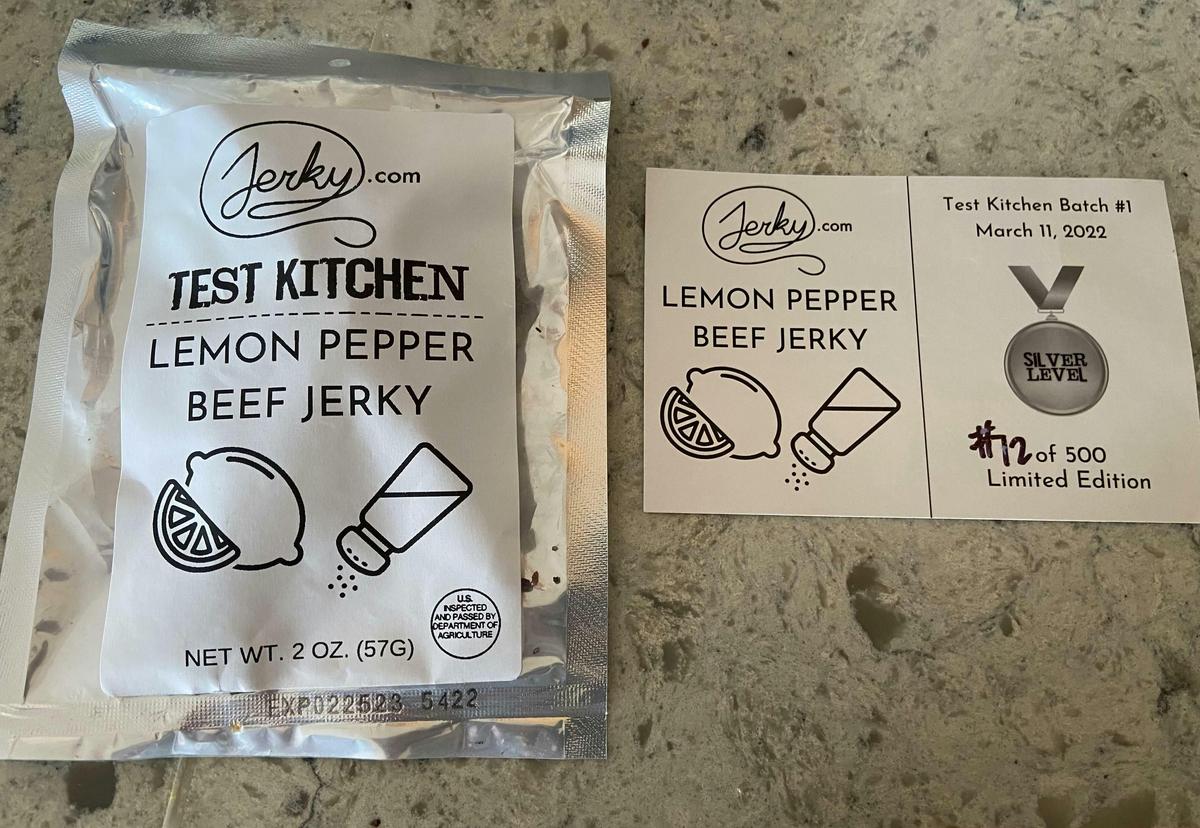 Jerky.com
TEST KITCHEN
LEMON PEPPER
BEEF JERKY
U.S.
INSPECTED
AND PASSED BY
DEPARTMENT OF
AGRICULTURE
NET WT. 2 OZ. (57G)
EXP022523 5422
Jerky.com
LEMON PEPPER
BEEF JERKY
Test Kitchen Batch #1
March 11, 2022
SILVER
LEVEL
#72 of 500
Limited Edition